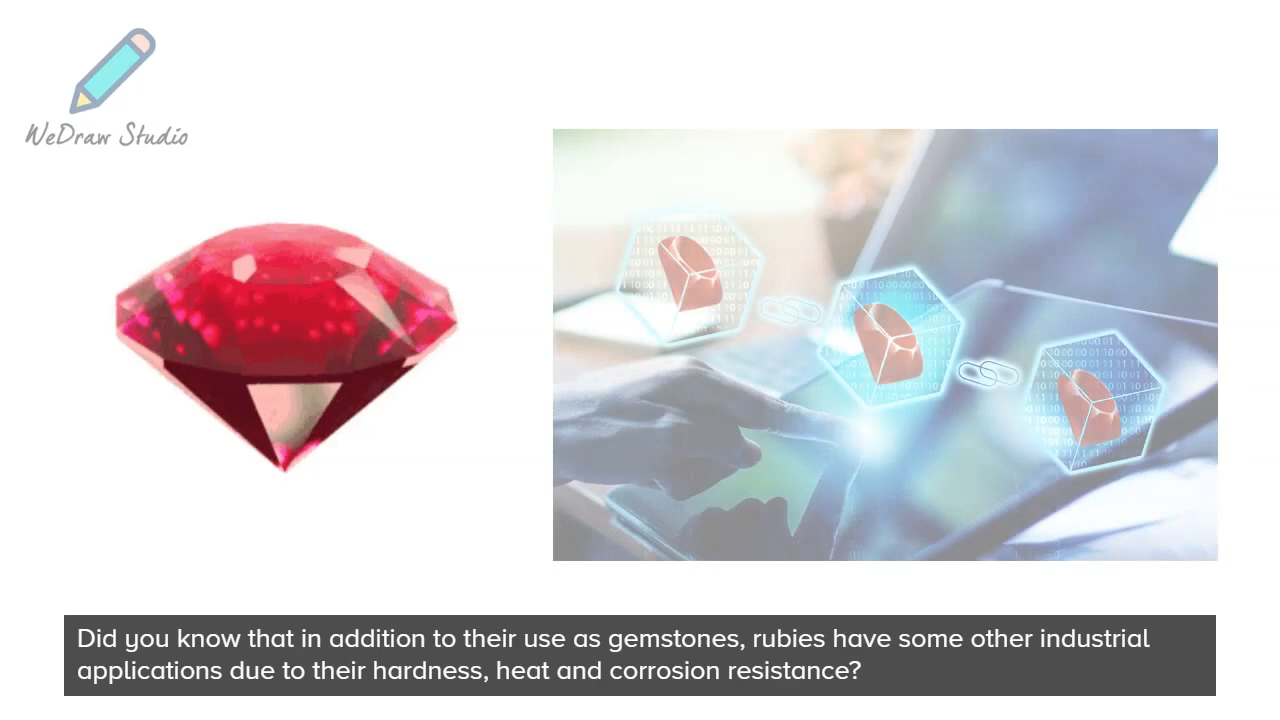 WeDraw Studio
Did you know that in addition to their use as gemstones, rubies have some other industrial
applications due to their hardness, heat and corrosion resistance?